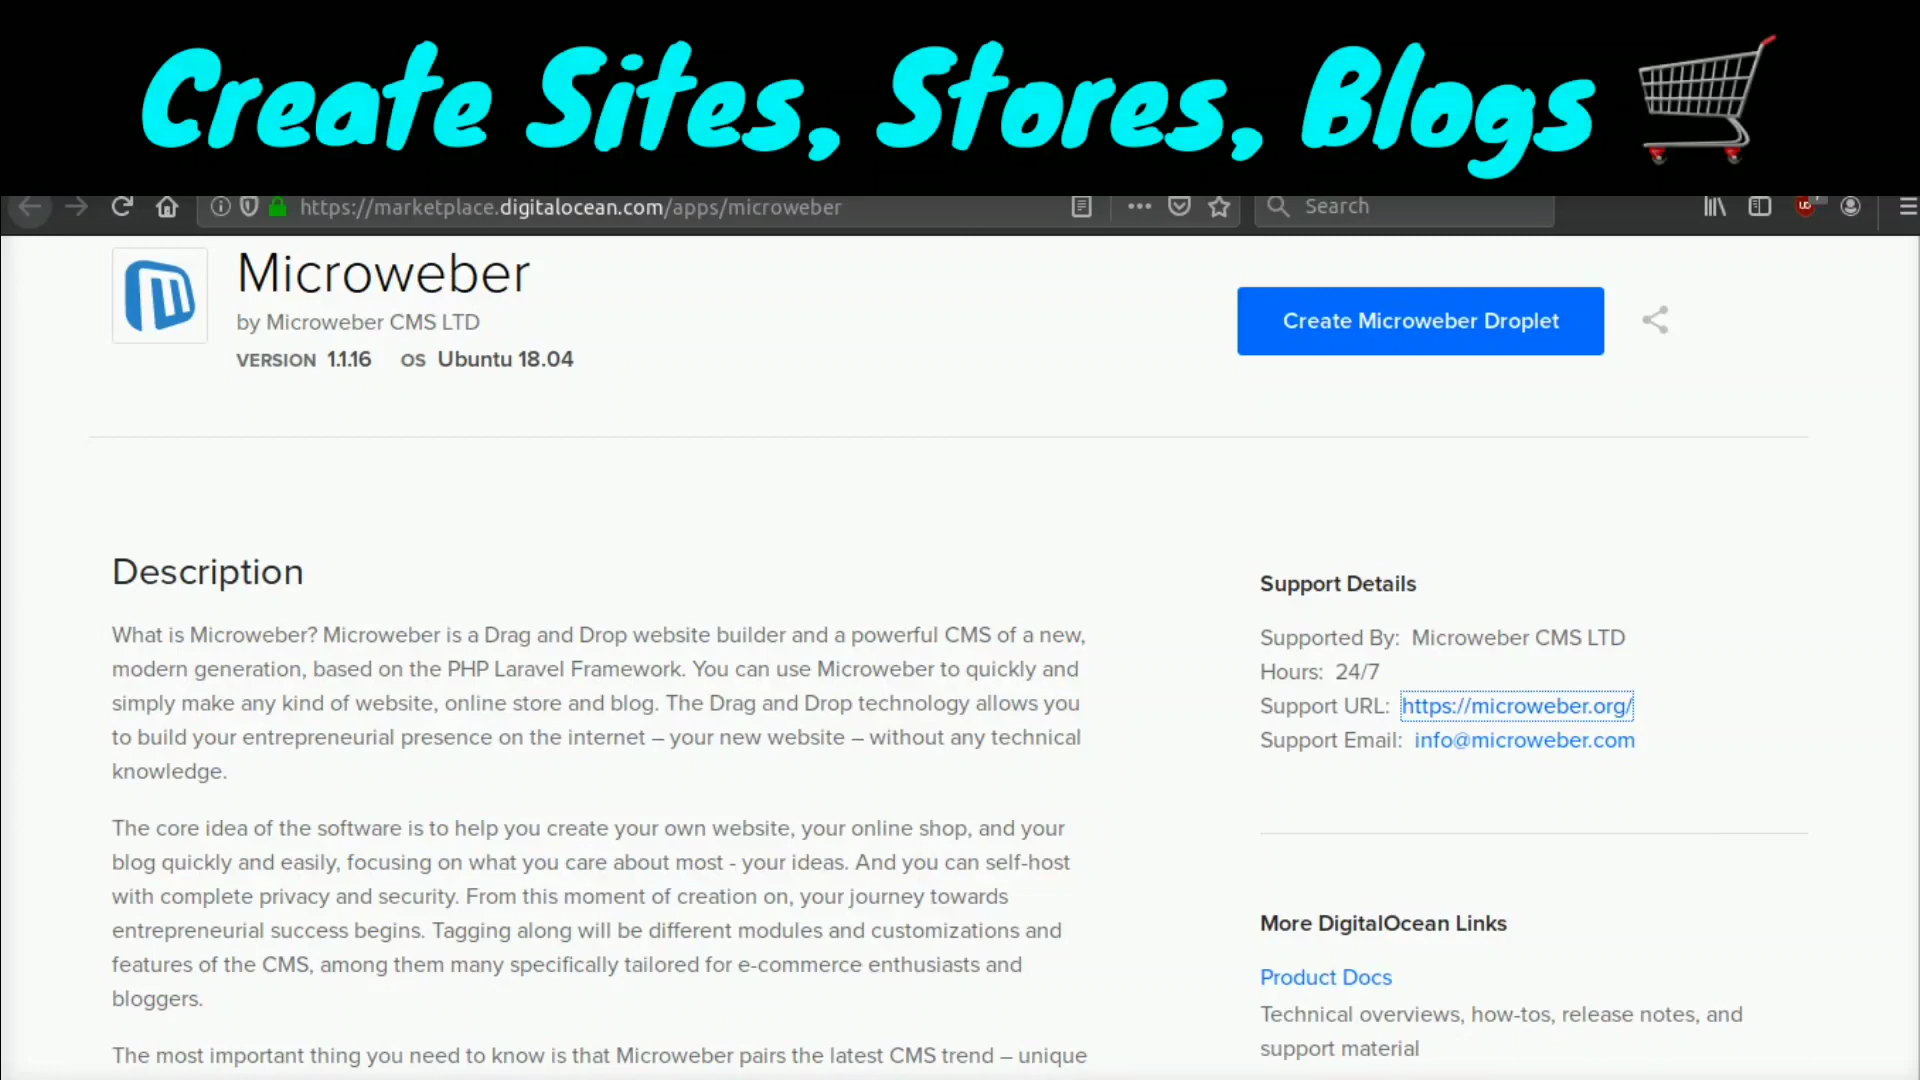 Create Sites, Stores, Blogs
https://marketplace.digitalocean.com/apps/microweber
Search
Microweber
by Microweber CMS LTD
VERSION 1.1.16 OS Ubuntu 18.04
Create Microweber Droplet
Description
What is Microweber? Microweber is a Drag and Drop website builder and a powerful CMS of a new,
modern generation, based on the PHP Laravel Framework. You can use Microweber to quickly and
simply make any kind of website, online store and blog. The Drag and Drop technology allows you
to build your entrepreneurial presence on the internet – your new website – without any technical
knowledge.
The core idea of the software is to help you create your own website, your online shop, and your
blog quickly and easily, focusing on what you care about most - your ideas. And you can self-host
with complete privacy and security. From this moment of creation on, your journey towards
entrepreneurial success begins. Tagging along will be different modules and customizations and
features of the CMS, among them many specifically tailored for e-commerce enthusiasts and
bloggers.
The most important thing you need to know is that Microweber pairs the latest CMS trend – unique
Support Details
Supported By: Microweber CMS LTD
Hours: 24/7
Support URL: https://microweber.org/
Support Email: info@microweber.com
More DigitalOcean Links
Product Docs
Technical overviews, how-tos, release notes, and
support material